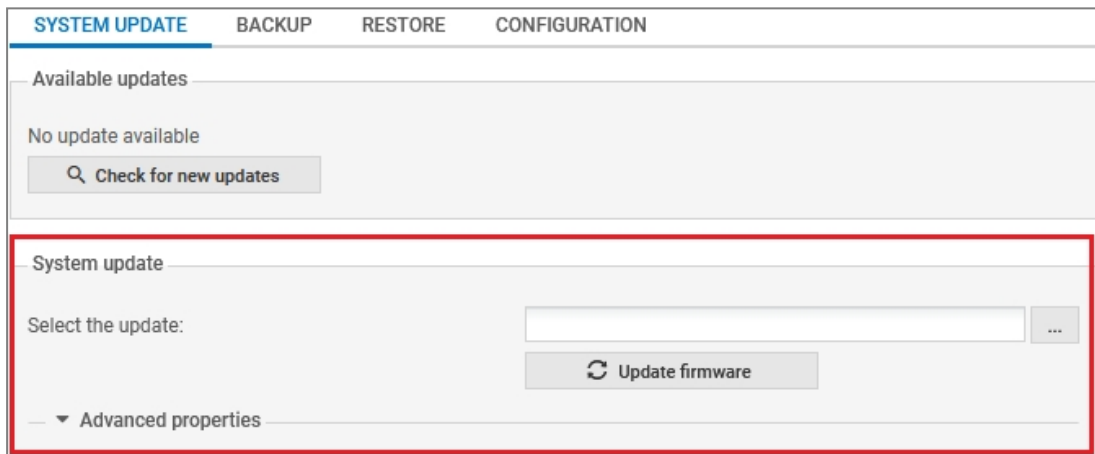 SYSTEM UPDATE BACKUP RESTORE CONFIGURATION
Available updates
No update available
Check for new updates
System update
Select the update: ...
Update firmware
Advanced properties